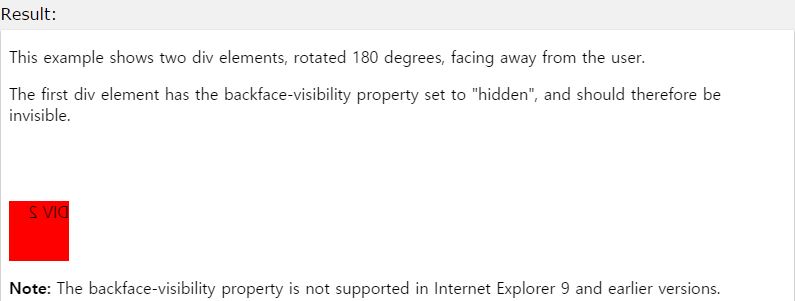 Result:
This example shows two div elements, rotated 180 degrees, facing away from the user.
The first div element has the backface-visibility property set to "hidden", and should therefore be
invisible.
DIV 2
Note: The backface-visibility property is not supported in Internet Explorer 9 and earlier versions.